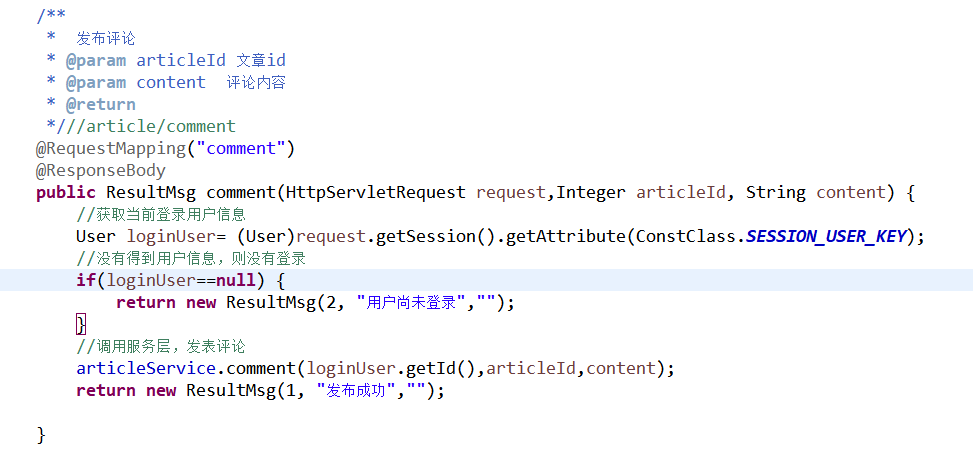 /**
 *  发布评论
 * @param articleId 文章id
 * @param content  评论内容
 * @return
 *///article/comment
@RequestMapping("comment")
@ResponseBody
public ResultMsg comment(HttpServletRequest request,Integer articleId, String content) {
    //获取当前登录用户信息
    User loginUser= (User)request.getSession().getAttribute(ConstClass.SESSION_USER_KEY);
    //没有得到用户信息，则没有登录
    if(loginUser==null) {
        return new ResultMsg(2, "用户尚未登录","");
    }
    //调用服务层，发表评论
    articleService.comment(loginUser.getId(),articleId,content);
    return new ResultMsg(1, "发布成功","");
}